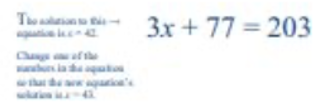 The solution to this →
equation is x = 42.
3x + 77 = 203
Change one of the
numbers in the equation
so that the new equation's
solution is x = 43.